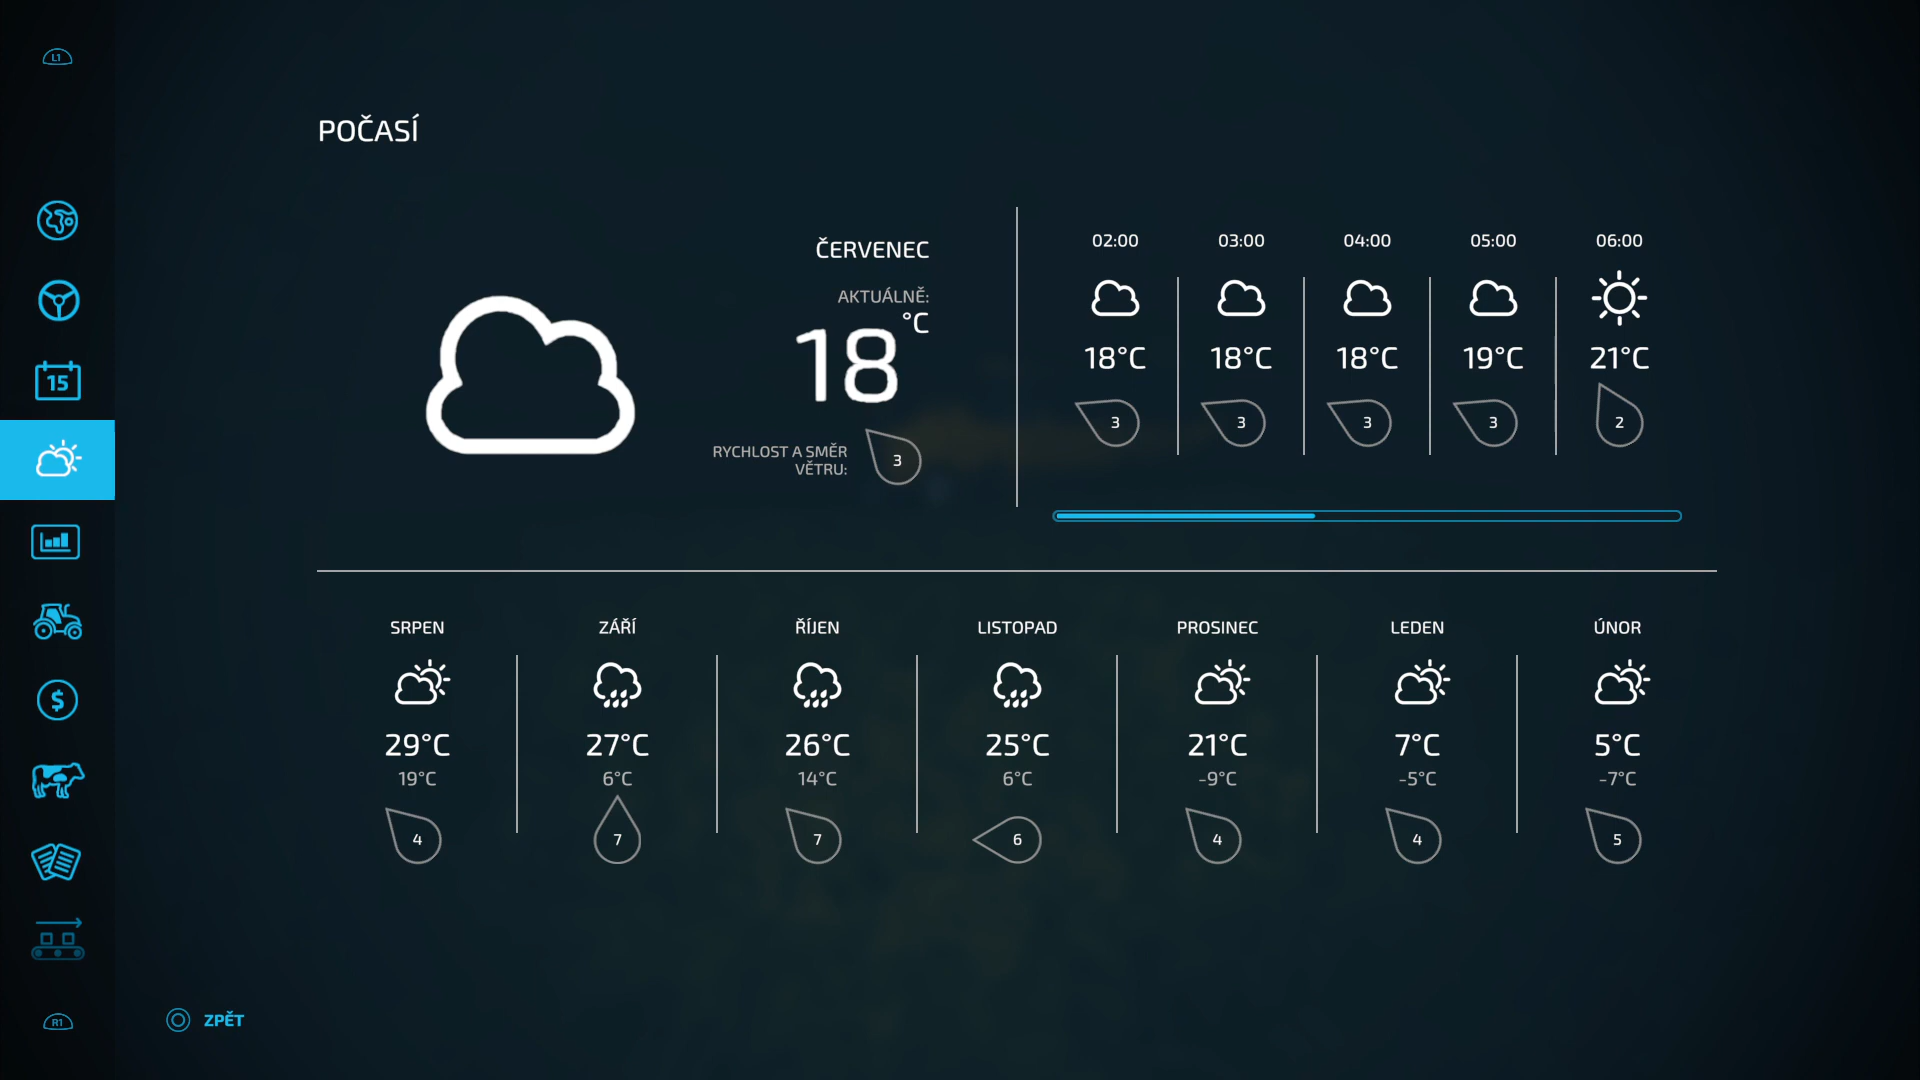 L1
POČASÍ
ČERVENEC
AKTUÁLNĚ:
18 °C
RYCHLOST A SMĚR
VĚTRU:
3
02:00 03:00 04:00 05:00 06:00
18°C 18°C 18°C 19°C 21°C
3 3 3 3 2
15
$
SRPEN ZÁŘÍ ŘÍJEN LISTOPAD PROSINEC LEDEN ÚNOR
29°C 27°C 26°C 25°C 21°C 7°C 5°C
19°C 6°C 14°C 6°C -9°C -5°C -7°C
4 7 7 6 4 4 5
R1
ZPĚT